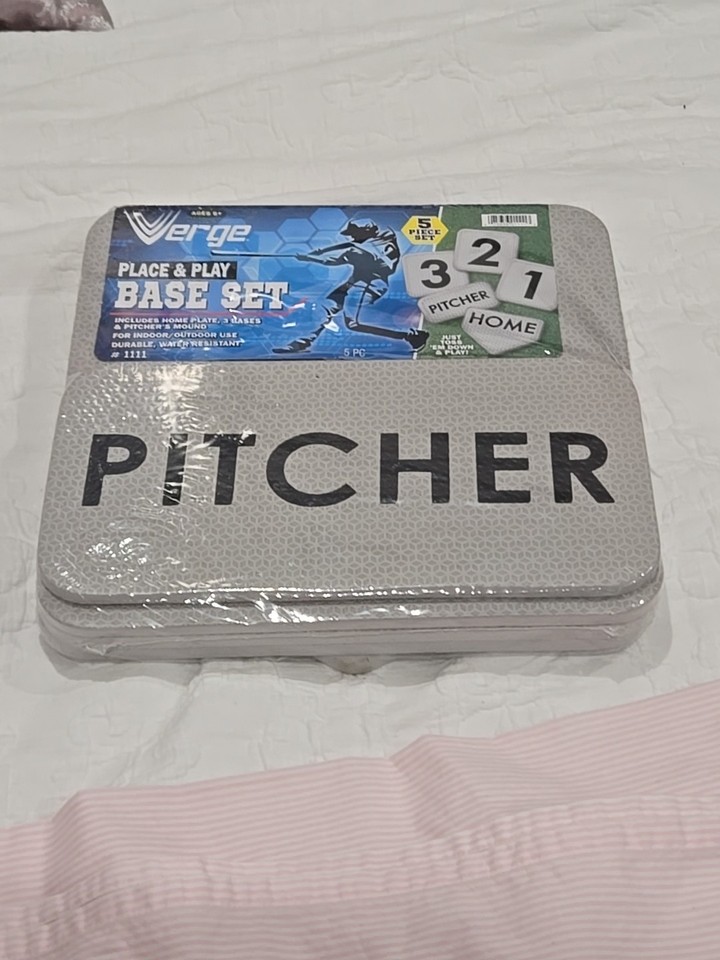 AGES 5+
Verge
PLACE & PLAY
BASE SET
INCLUDES HOME PLATE, 3 BASES
& PITCHER'S MOUND
FOR INDOOR/OUTDOOR USE
DURABLE, WATER RESISTANT
# 1111
5 PC
5
PIECE
SET
3
2
1
PITCHER
HOME
JUST
TOSS
'EM DOWN
& PLAY!
PITCHER